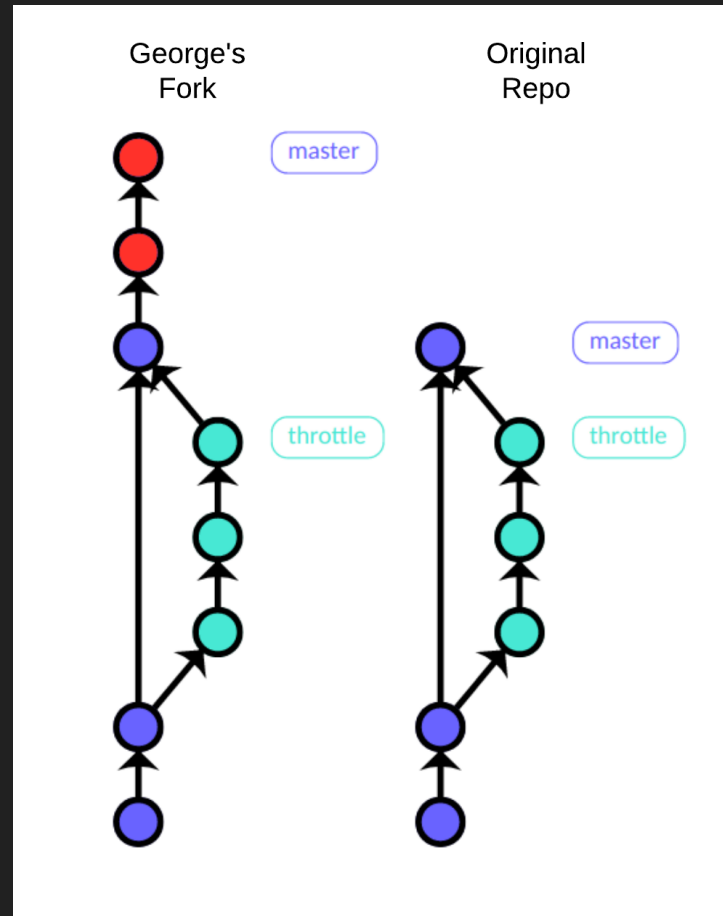 George's
Fork
Original
Repo
master
master
throttle
throttle